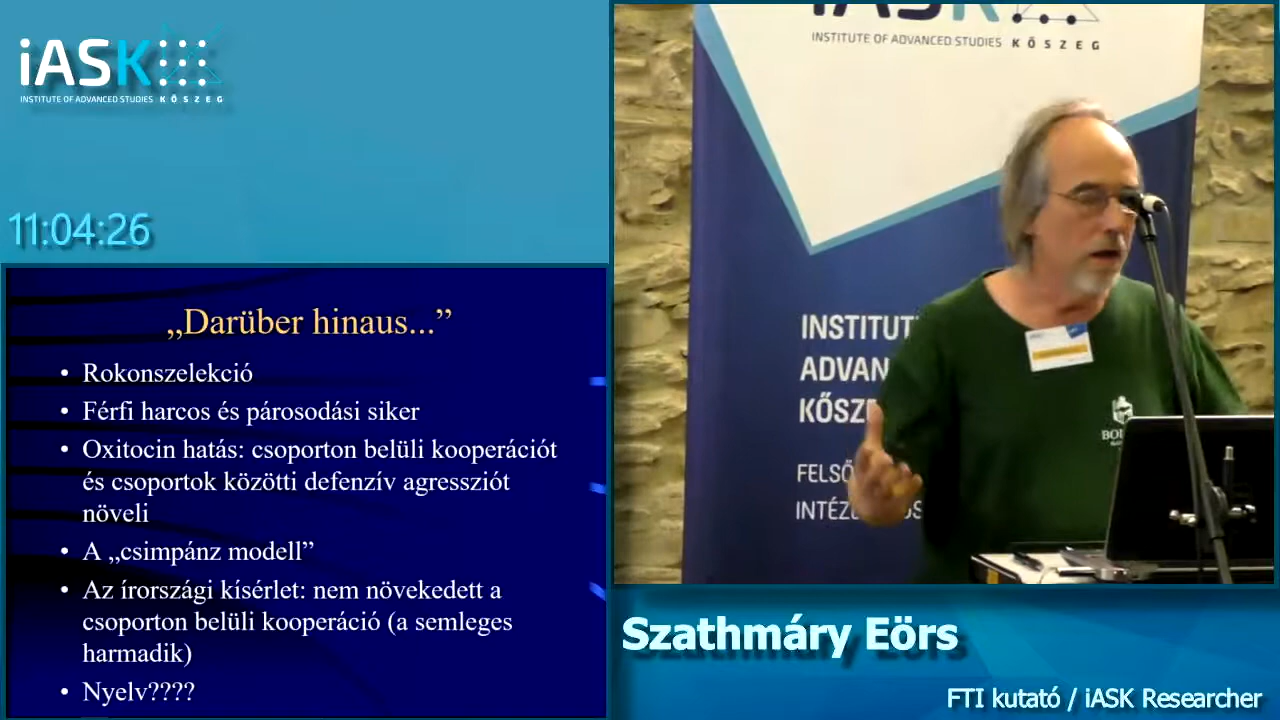 iASK
INSTITUTE OF ADVANCED STUDIES KŐSZEG
11:04:26
„Darüber hinaus...”
• Rokonszelekció
• Férfi harcos és párosodási siker
• Oxitocin hatás: csoporton belüli kooperációt
és csoportok közötti defenzív agressziót
növeli
• A „csimpánz modell”
• Az írországi kísérlet: nem növekedett a
csoporton belüli kooperáció (a semleges
harmadik)
• Nyelv????
iASK
INSTITUTE OF ADVANCED STUDIES KŐSZEG
INSTITUT
ADVAN
KŐSZ
FELSŐ
INTÉZ
Szathmáry Eörs
FTI kutató / iASK Researcher